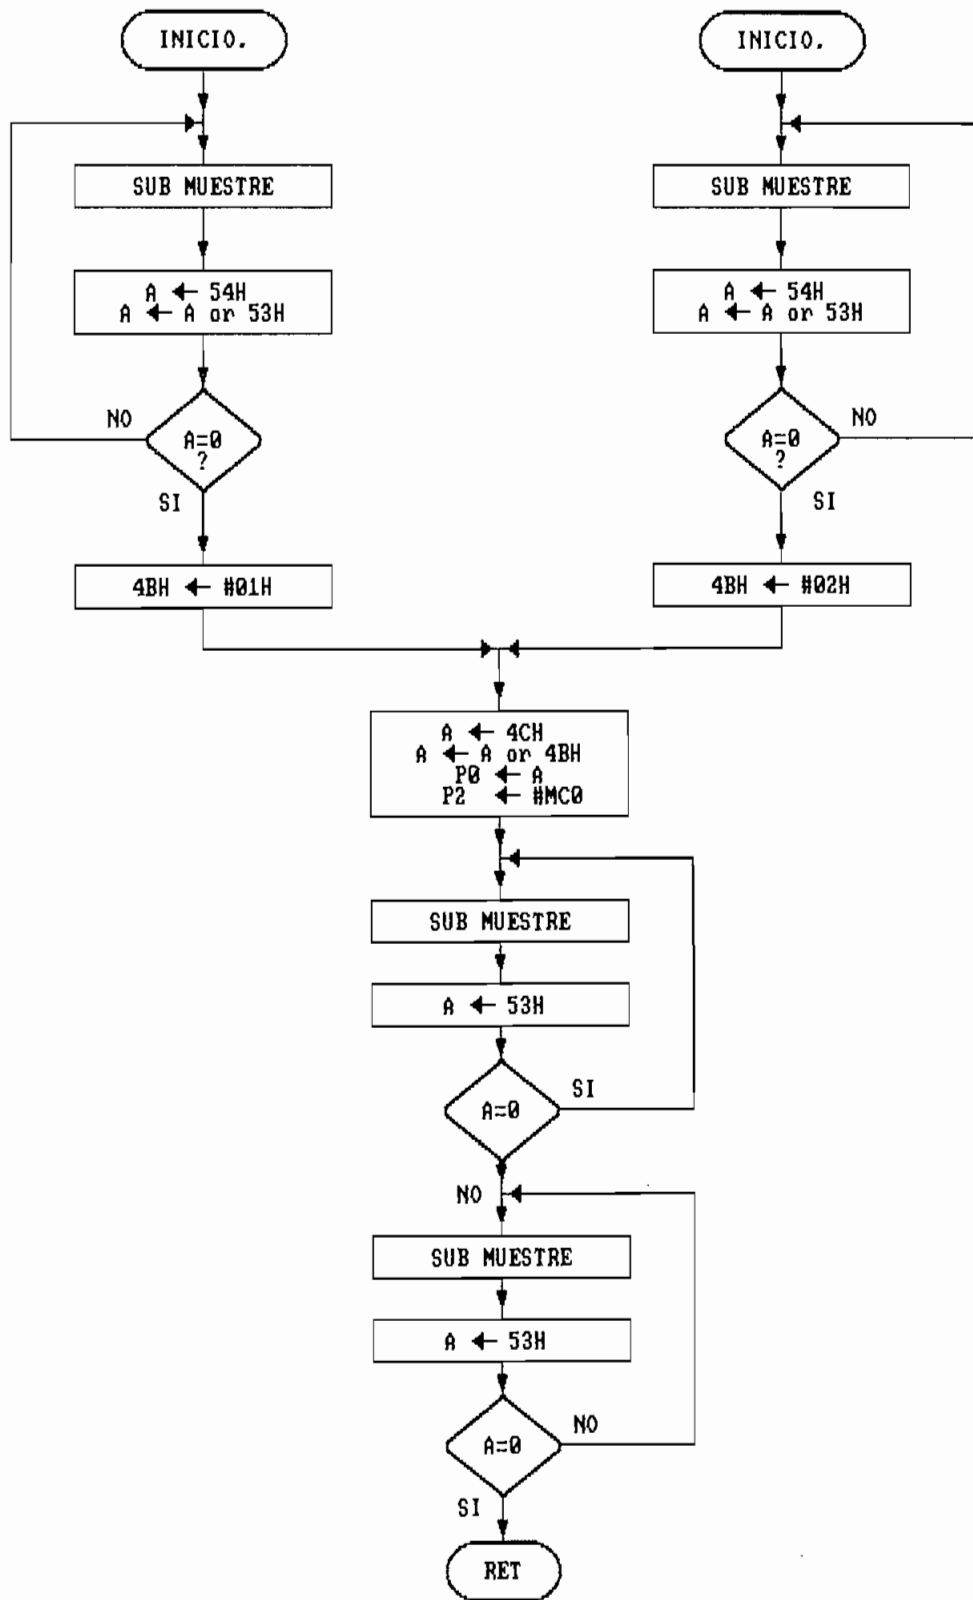 INICIO.
SUB MUESTRE
A ← 54H
A ← A or 53H
NO
A=0
?
SI
4BH ← #01H
INICIO.
SUB MUESTRE
A ← 54H
A ← A or 53H
NO
A=0
?
SI
4BH ← #02H
A ← 4CH
A ← A or 4BH
P0 ← A
P2 ← #MC0
SUB MUESTRE
A ← 53H
A=0
SI
NO
SUB MUESTRE
A ← 53H
A=0
NO
SI
RET